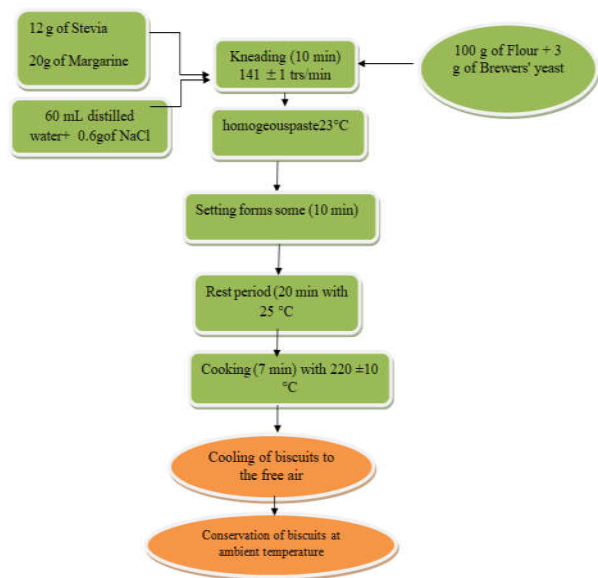 12 g of Stevia
20g of Margarine
Kneading (10 min)
141 ±1 trs/min
100 g of Flour + 3
g of Brewers' yeast
60 mL distilled
water+ 0.6gof NaCl
homogeouspaste23°C
Setting forms some (10 min)
Rest period (20 min with
25 °C
Cooking (7 min) with 220 ±10
°C
Cooling of biscuits to
the free air
Conservation of biscuits at
ambient temperature